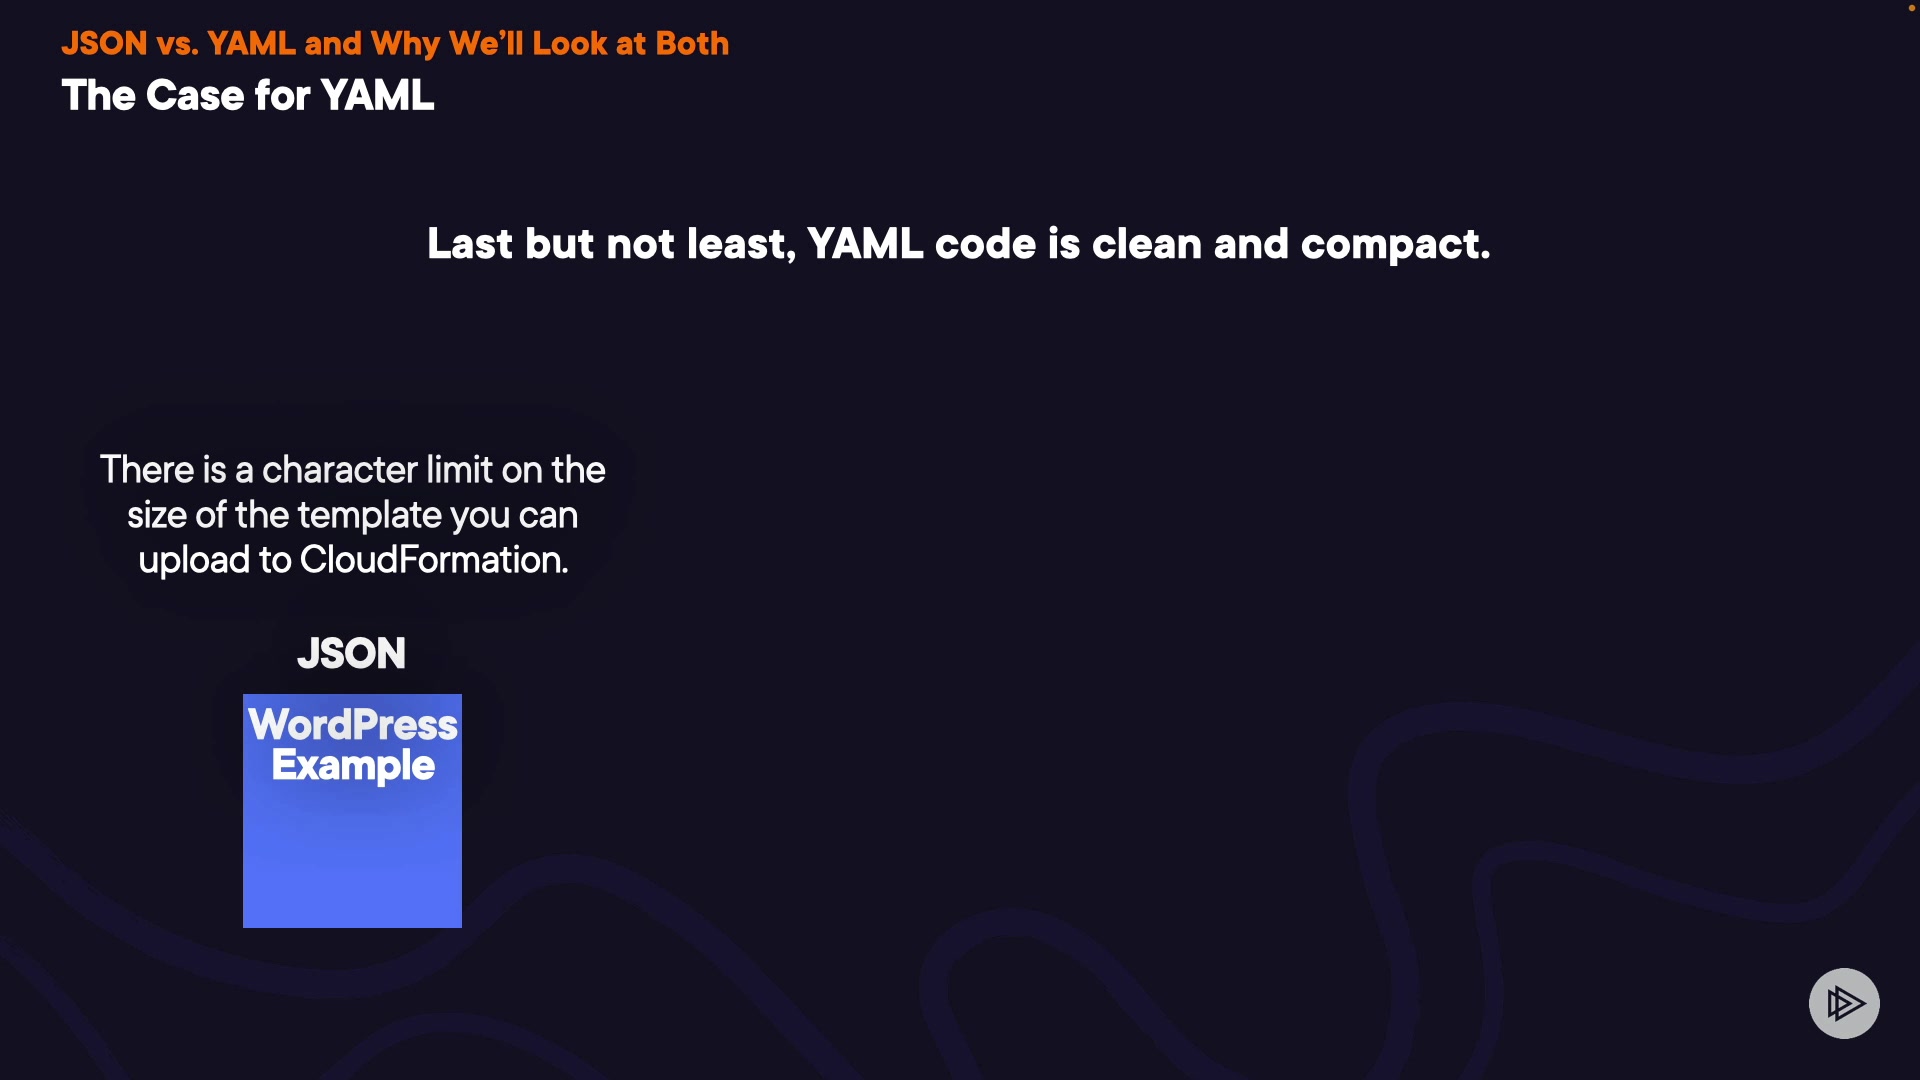 JSON vs. YAML and Why We’ll Look at Both
The Case for YAML
Last but not least, YAML code is clean and compact.
There is a character limit on the
size of the template you can
upload to CloudFormation.
JSON
WordPress
Example